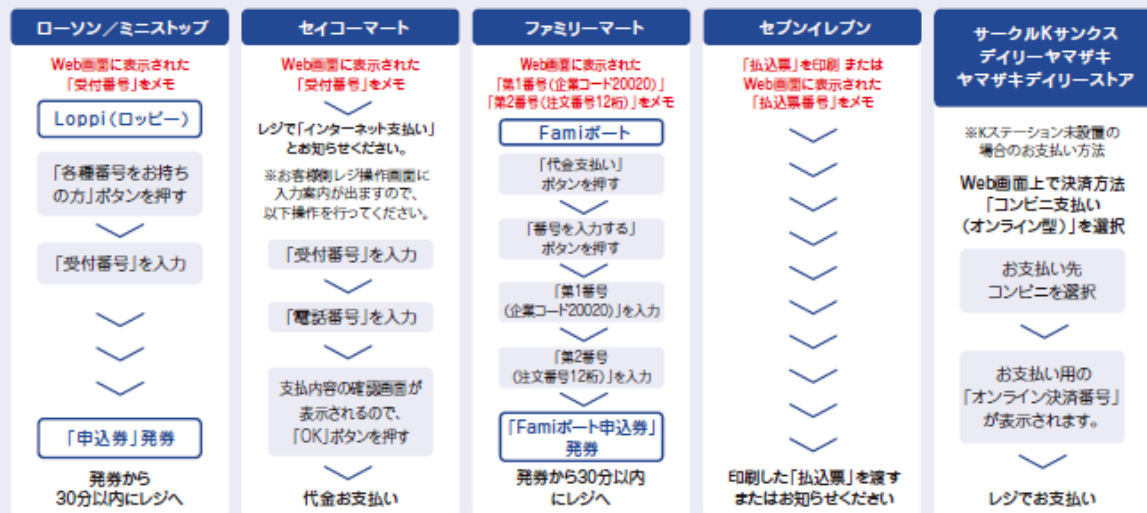 ローソン／ミニストップ
Web画面に表示された
「受付番号」をメモ
Loppi（ロッピー）
「各種番号をお持ち
の方」ボタンを押す
「受付番号」を入力
「申込券」発券
発券から
30分以内にレジへ
セイコーマート
Web画面に表示された
「受付番号」をメモ
レジで「インターネット支払い」
とお知らせください。
※お客様側レジ操作画面に
入力案内が出ますので、
以下操作を行ってください。
「受付番号」を入力
「電話番号」を入力
支払内容の確認画面が
表示されるので、
「OK」ボタンを押す
代金お支払い
ファミリーマート
Web画面に表示された
「第1番号（企業コード20020）」
「第2番号（注文番号12桁）」をメモ
Famiポート
「代金支払い」
ボタンを押す
「番号を入力する」
ボタンを押す
「第1番号
（企業コード20020）」を入力
「第2番号
（注文番号12桁）」を入力
「Famiポート申込券」
発券
発券から30分以内
にレジへ
セブンイレブン
「払込票」を印刷 または
Web画面に表示された
「払込票番号」をメモ
印刷した「払込票」を渡す
またはお知らせください
サークルKサンクス
デイリーヤマザキ
ヤマザキデイリーストア
※Kステーション未設置の
場合のお支払い方法
Web画面上で決済方法
「コンビニ支払い
（オンライン型）」を選択
お支払い先
コンビニを選択
お支払い用の
「オンライン決済番号」
が表示されます。
レジでお支払い